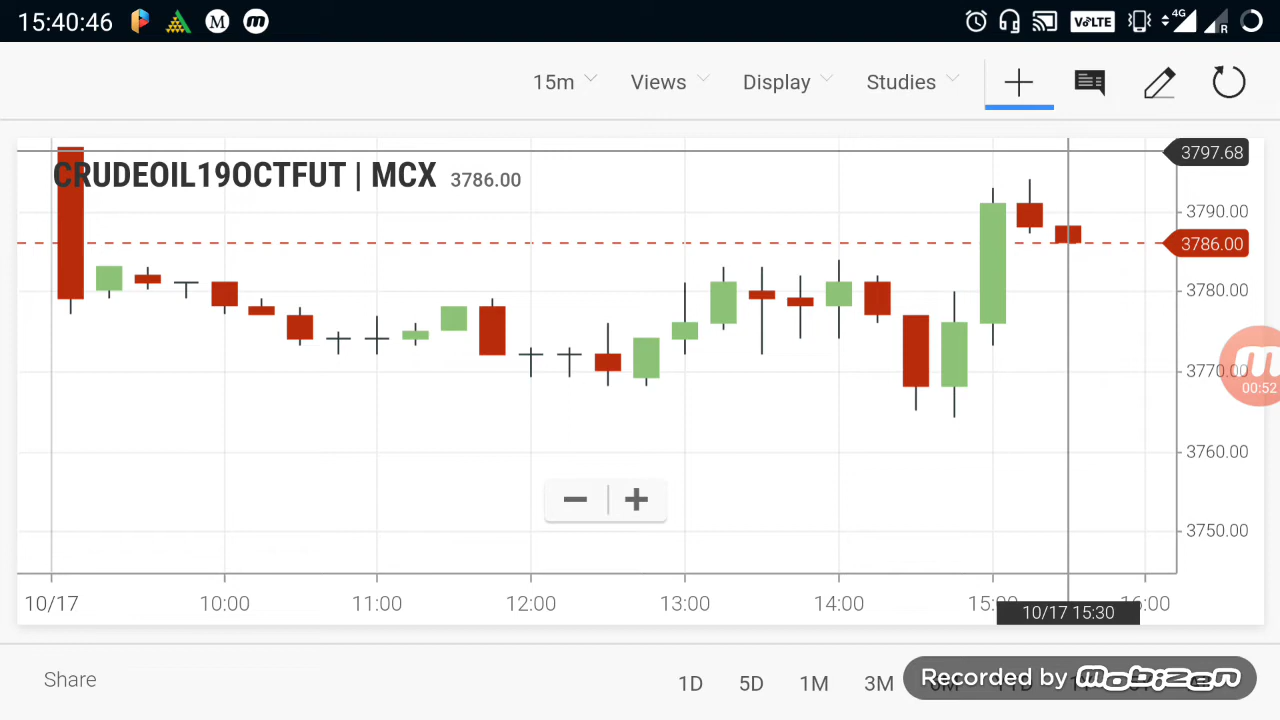 15:40:46 M 4G R
VoLTE
15m Views Display Studies
CRUDEOIL19OCTFUT | MCX 3786.00
3797.68
3790.00
3786.00
3780.00
3770.00
00:52
3760.00
3750.00
10/17 10:00 11:00 12:00 13:00 14:00 16:00
10/17 15:30
Share 1D 5D 1M 3M
Recorded by mobizen